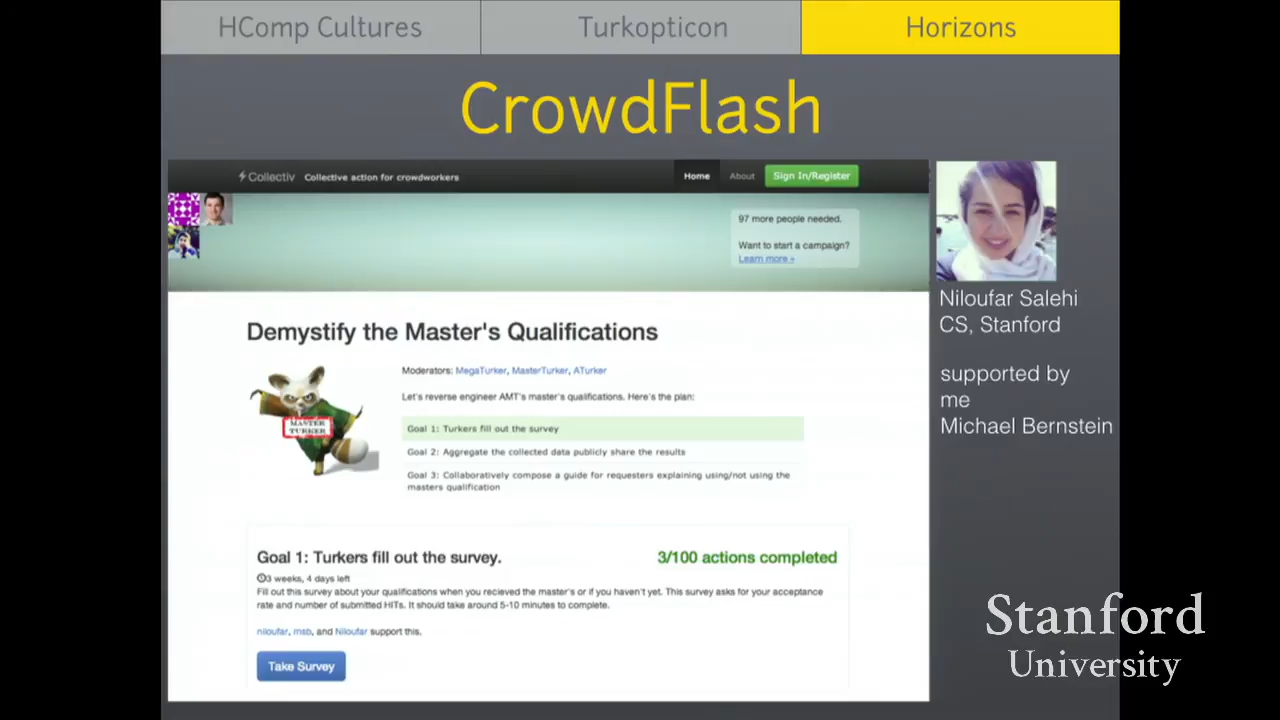 HComp Cultures
Turkopticon
Horizons
CrowdFlash
Collectiv
Collective action for crowdworkers
Home
About
Sign In/Register
97 more people needed.
Want to start a campaign?
Learn more »
Niloufar Salehi
CS, Stanford
supported by
me
Michael Bernstein
Demystify the Master's Qualifications
MASTER
TURKER
Moderators: MegaTurker, MasterTurker, ATurker
Let's reverse engineer AMT's master's qualifications. Here's the plan:
Goal 1: Turkers fill out the survey
Goal 2: Aggregate the collected data publicly share the results
Goal 3: Collaboratively compose a guide for requesters explaining using/not using the
masters qualification
Goal 1: Turkers fill out the survey.
3/100 actions completed
3 weeks, 4 days left
Fill out this survey about your qualifications when you recieved the master's or if you haven't yet. This survey asks for your acceptance
rate and number of submitted HITs. It should take around 5-10 minutes to complete.
niloufar, msb, and Niloufar support this.
Take Survey
Stanford
University